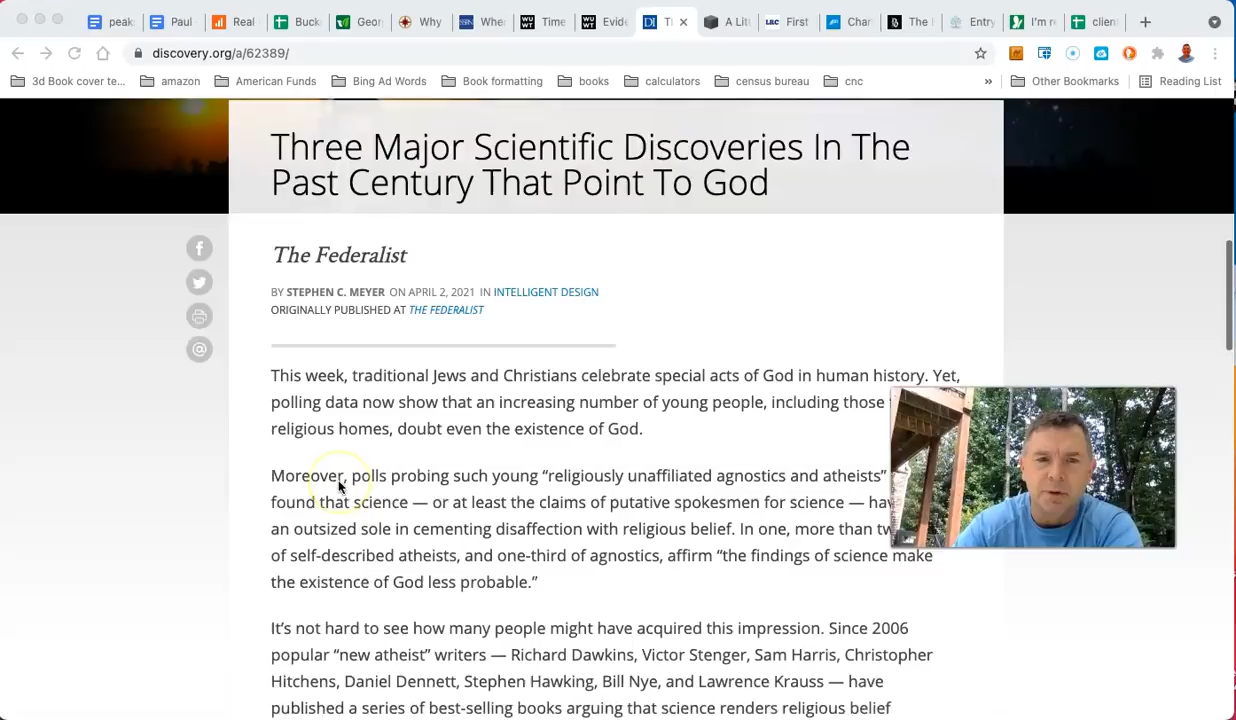 peak
Paul
Real
Buck
Geor
Why
Whe
Time
Evide
DI
A Lit
LRC First
Char
The E
Entry
I'm r
clien
discovery.org/a/62389/
3d Book cover te...
amazon
American Funds
Bing Ad Words
Book formatting
books
calculators
census bureau
cnc
»
Other Bookmarks
Reading List
Three Major Scientific Discoveries In The
Past Century That Point To God
The Federalist
BY STEPHEN C. MEYER ON APRIL 2, 2021 IN INTELLIGENT DESIGN
ORIGINALLY PUBLISHED AT THE FEDERALIST
This week, traditional Jews and Christians celebrate special acts of God in human history. Yet,
polling data now show that an increasing number of young people, including those
religious homes, doubt even the existence of God.
Moreover, polls probing such young “religiously unaffiliated agnostics and atheists”
found that science — or at least the claims of putative spokesmen for science —
an outsized sole in cementing disaffection with religious belief. In one, more than
of self-described atheists, and one-third of agnostics, affirm “the findings of science make
the existence of God less probable.”
It’s not hard to see how many people might have acquired this impression. Since 2006
popular “new atheist” writers — Richard Dawkins, Victor Stenger, Sam Harris, Christopher
Hitchens, Daniel Dennett, Stephen Hawking, Bill Nye, and Lawrence Krauss — have
published a series of best-selling books arguing that science renders religious belief